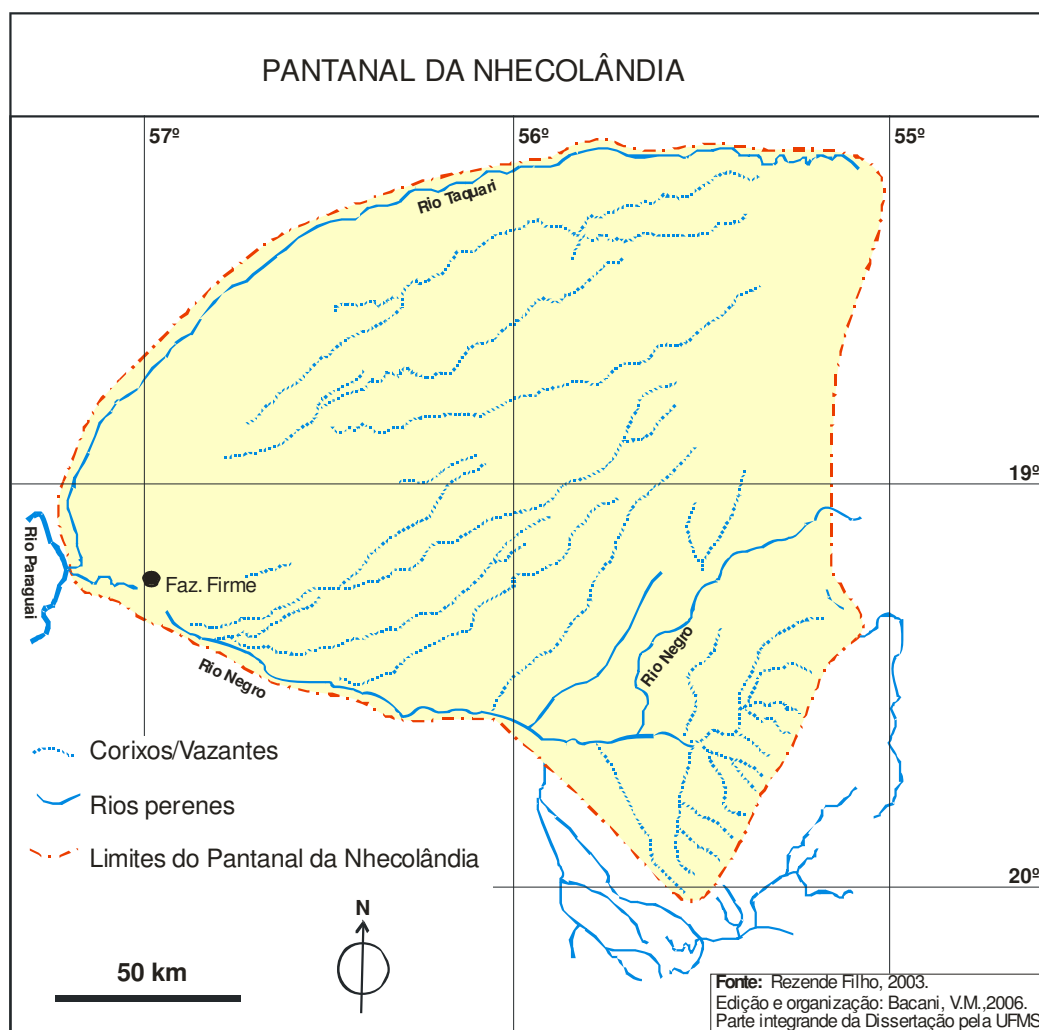 PANTANAL DA NHECOLÂNDIA
57º
56º
55º
Rio Taquari
19º
Rio Paraguai
Faz. Firme
Rio Negro
Rio Negro
Corixos/Vazantes
Rios perenes
Limites do Pantanal da Nhecolândia
20º
N
50 km
Fonte: Rezende Filho, 2003.
Edição e organização: Bacani, V.M.,2006.
Parte integrande da Dissertação pela UFMS